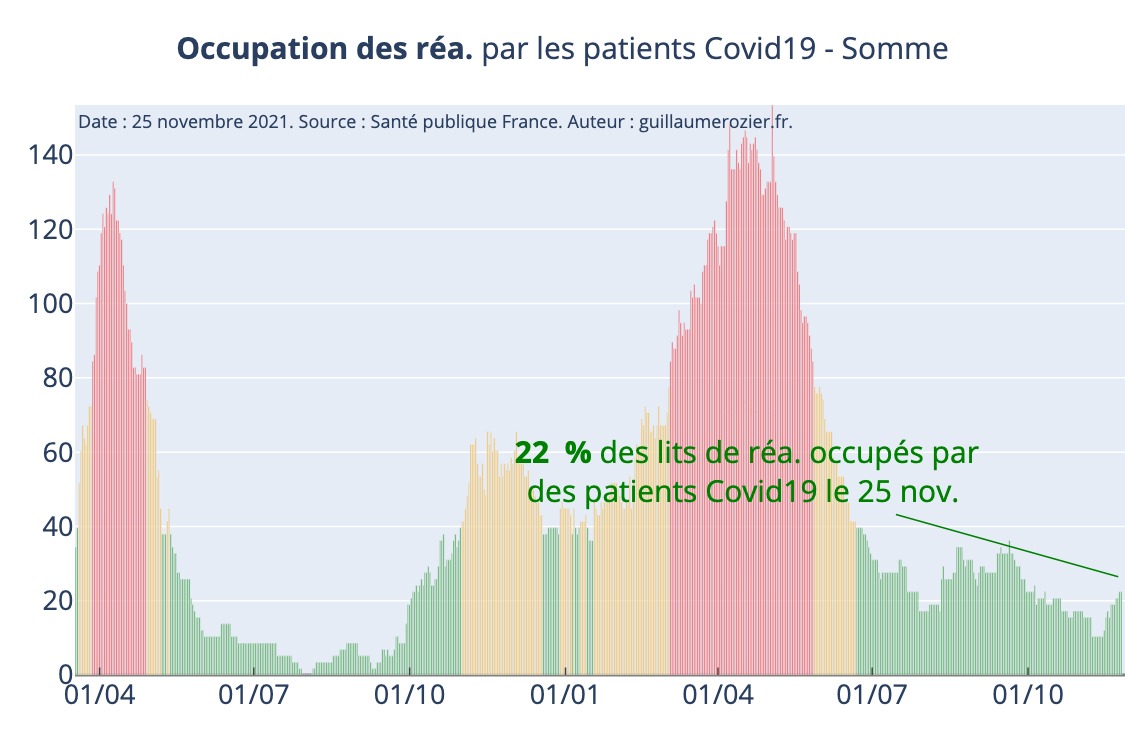 Occupation des réa. par les patients Covid19 - Somme
Date : 25 novembre 2021. Source : Santé publique France. Auteur : guillaumerozier.fr.
140
120
100
80
60
40
20
0
22 % des lits de réa. occupés par
des patients Covid19 le 25 nov.
01/04 01/07 01/10 01/01 01/04 01/07 01/10